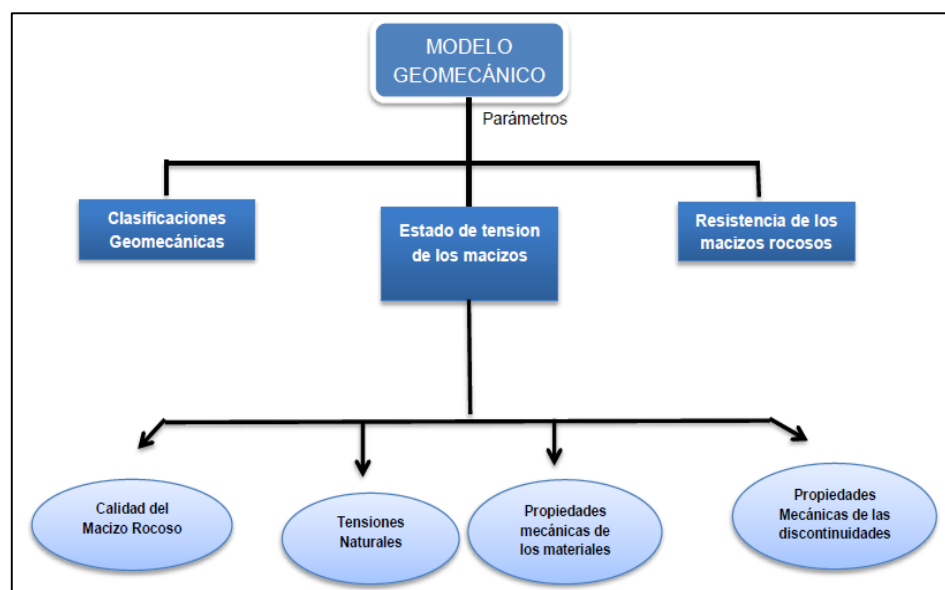 MODELO
GEOMECÁNICO
Parámetros
Clasificaciones
Geomecánicas
Estado de tension
de los macizos
Resistencia de los
macizos rocosos
Calidad del
Macizo Rocoso
Tensiones
Naturales
Propiedades
mecánicas de
los materiales
Propiedades
Mecánicas de las
discontinuidades